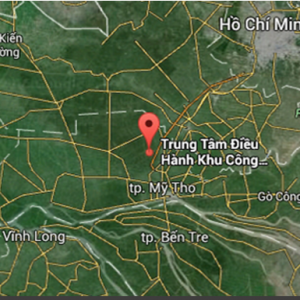 Hồ Chí Min
Kiến
ường
Trung Tâm Điều
Hành Khu Công...
tp. Mỹ Tho
Gò Công
Vĩnh Long
tp. Bến Tre